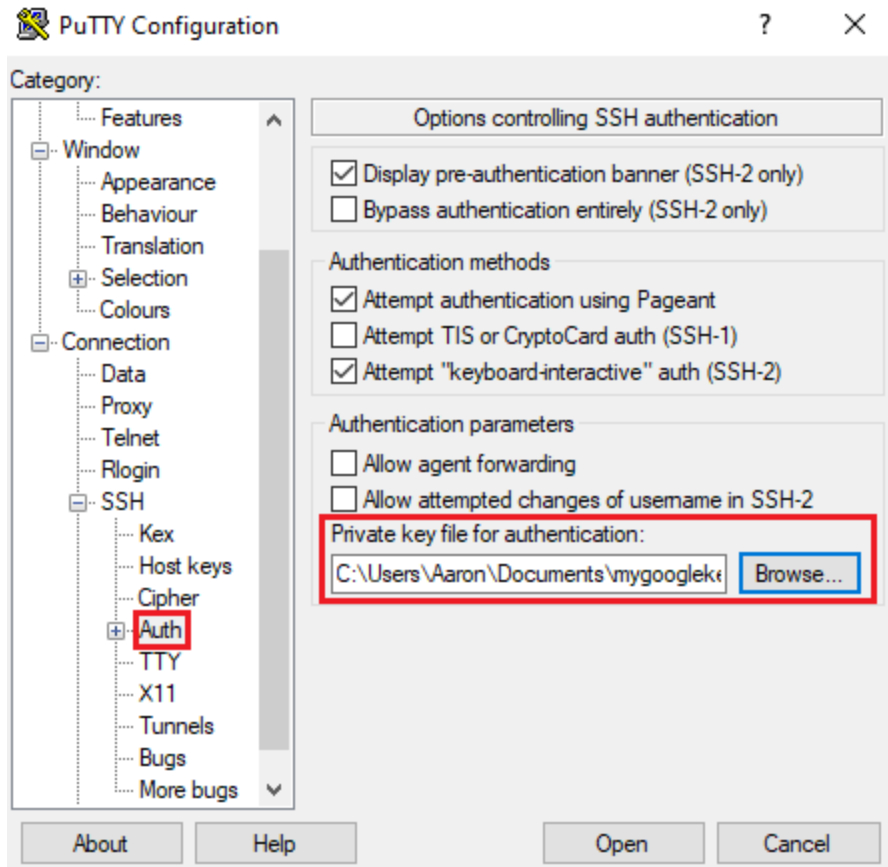 PuTTY Configuration
?
Category:
Features
Window
Appearance
Behaviour
Translation
Selection
Colours
Connection
Data
Proxy
Telnet
Rlogin
SSH
Kex
Host keys
Cipher
Auth
TTY
X11
Tunnels
Bugs
More bugs
Options controlling SSH authentication
Display pre-authentication banner (SSH-2 only)
Bypass authentication entirely (SSH-2 only)
Authentication methods
Attempt authentication using Pageant
Attempt TIS or CryptoCard auth (SSH-1)
Attempt "keyboard-interactive" auth (SSH-2)
Authentication parameters
Allow agent forwarding
Allow attempted changes of username in SSH-2
Private key file for authentication:
C:\Users\Aaron\Documents\mygoogleke
Browse...
About
Help
Open
Cancel